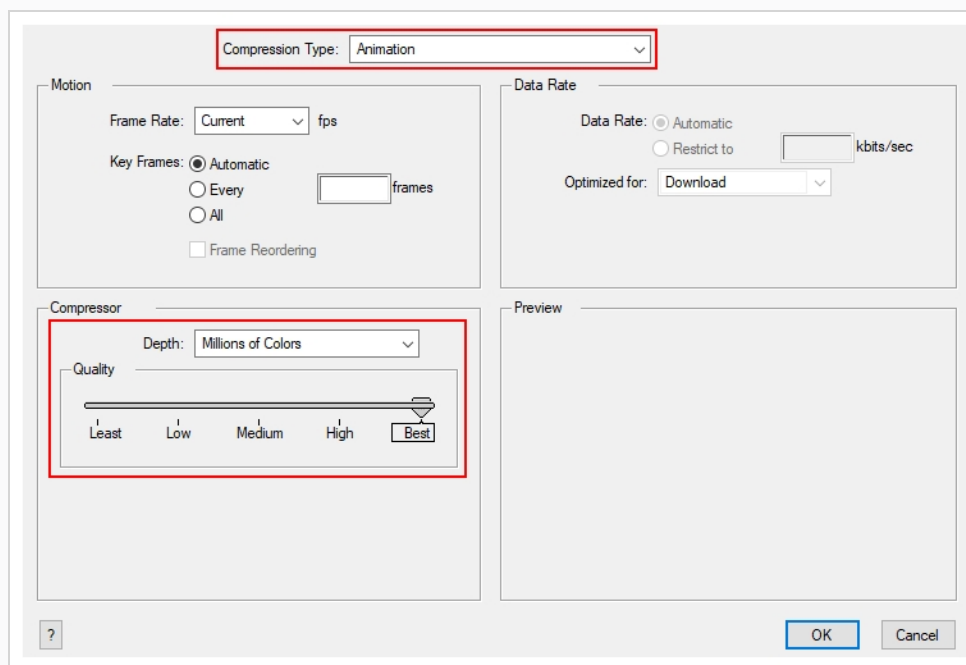 Compression Type: Animation
Motion
Frame Rate: Current fps
Key Frames: Automatic
Every frames
All
Frame Reordering
Data Rate
Data Rate: Automatic
Restrict to kbits/sec
Optimized for: Download
Compressor
Depth: Millions of Colors
Quality
Least Low Medium High Best
Preview
? OK Cancel